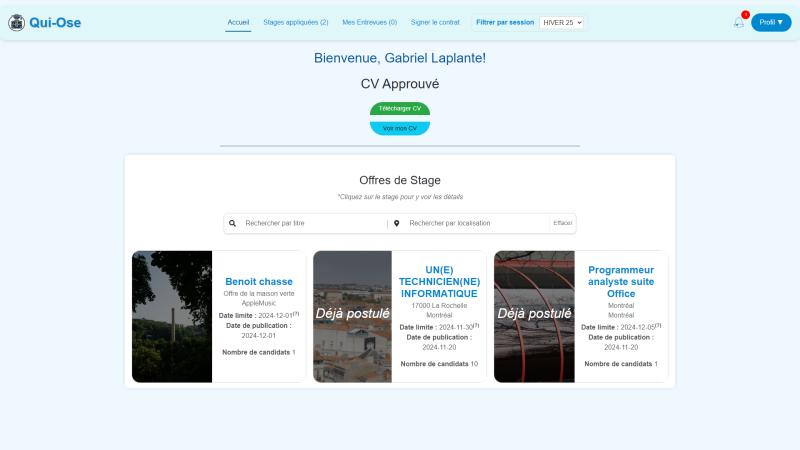 Qui-Ose
Accueil
Stages appliquées (2)
Mes Entrevues (0)
Signer le contrat
Filtrer par session
HIVER 25
1
Profil ▼
Bienvenue, Gabriel Laplante!
CV Approuvé
Télécharger CV
Voir mon CV
Offres de Stage
*Cliquez sur le stage pour y voir les détails
Rechercher par titre
Rechercher par localisation
Effacer
Benoit chasse
Offre de la maison verte
AppleMusic
Date limite : 2024-12-01(?)
Date de publication :
2024-12-01
Nombre de candidats 1
Déjà postulé
UN(E)
TECHNICIEN(NE)
INFORMATIQUE
17000 La Rochelle
Montréal
Date limite : 2024-11-30(?)
Date de publication :
2024-11-20
Nombre de candidats 10
Déjà postulé
Programmeur
analyste suite
Office
Montréal
Montréal
Date limite : 2024-12-05(?)
Date de publication :
2024-11-20
Nombre de candidats 1